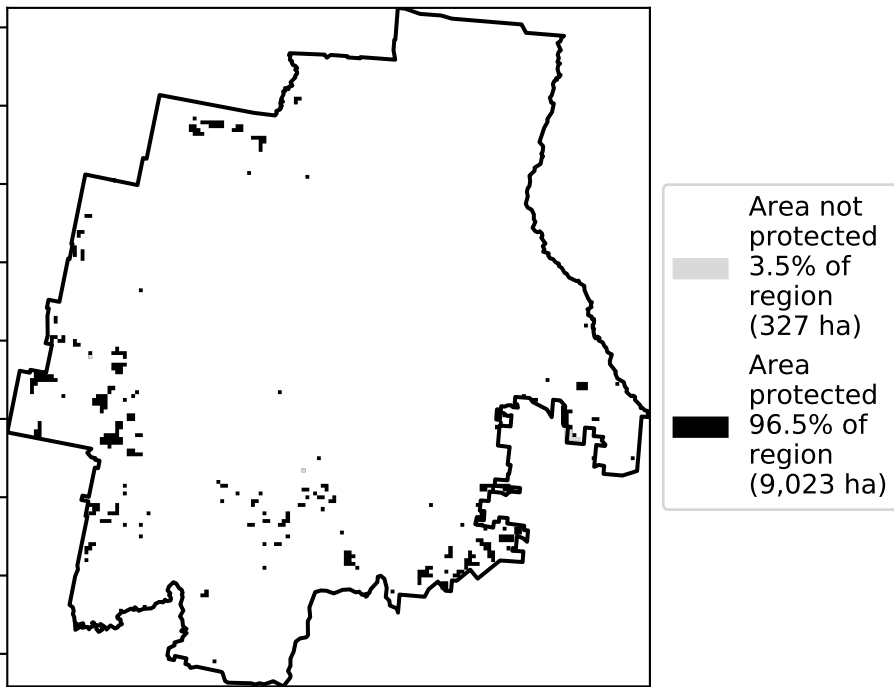 Area not
protected
3.5% of
region
(327 ha)
Area
protected
96.5% of
region
(9,023 ha)